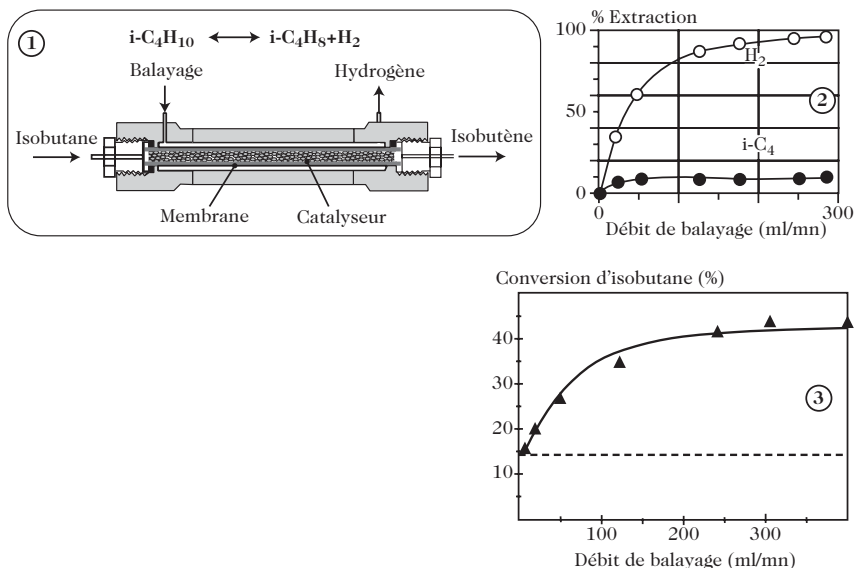 1
i-C4H10 ⟷ i-C4H8+H2
Balayage
Hydrogène
Isobutane
Isobutène
Membrane
Catalyseur
% Extraction
100
H2
2
50
i-C4
0
0
300
Débit de balayage (ml/mn)
Conversion d'isobutane (%)
40
30
3
20
10
100
200
300
Débit de balayage (ml/mn)